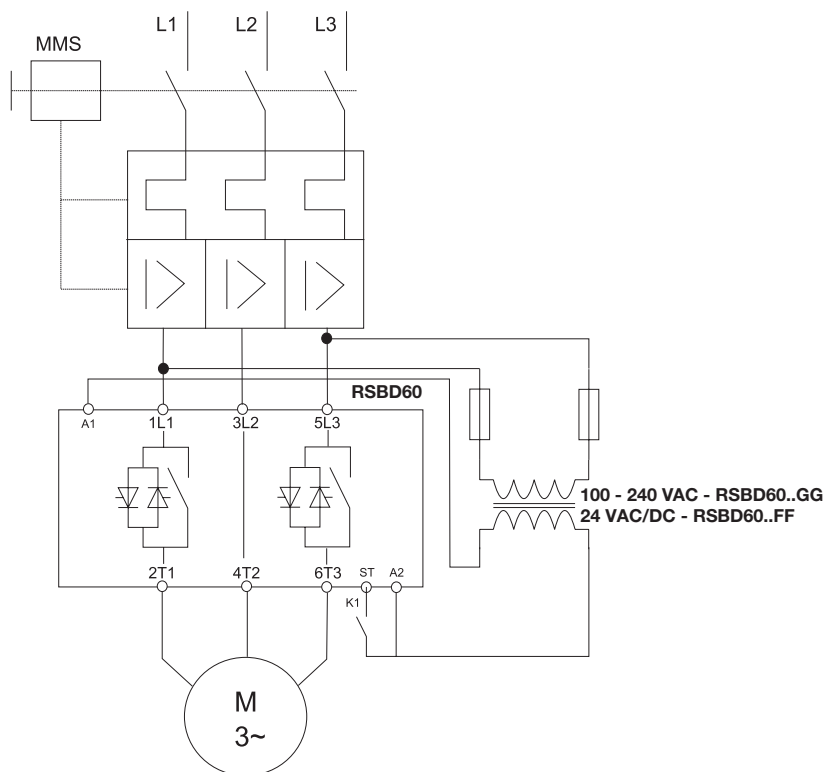 L1 L2 L3
MMS
RSBD60
A1 1L1 3L2 5L3
100 - 240 VAC - RSBD60..GG
24 VAC/DC - RSBD60..FF
2T1 4T2 6T3 ST A2
K1
M
3~